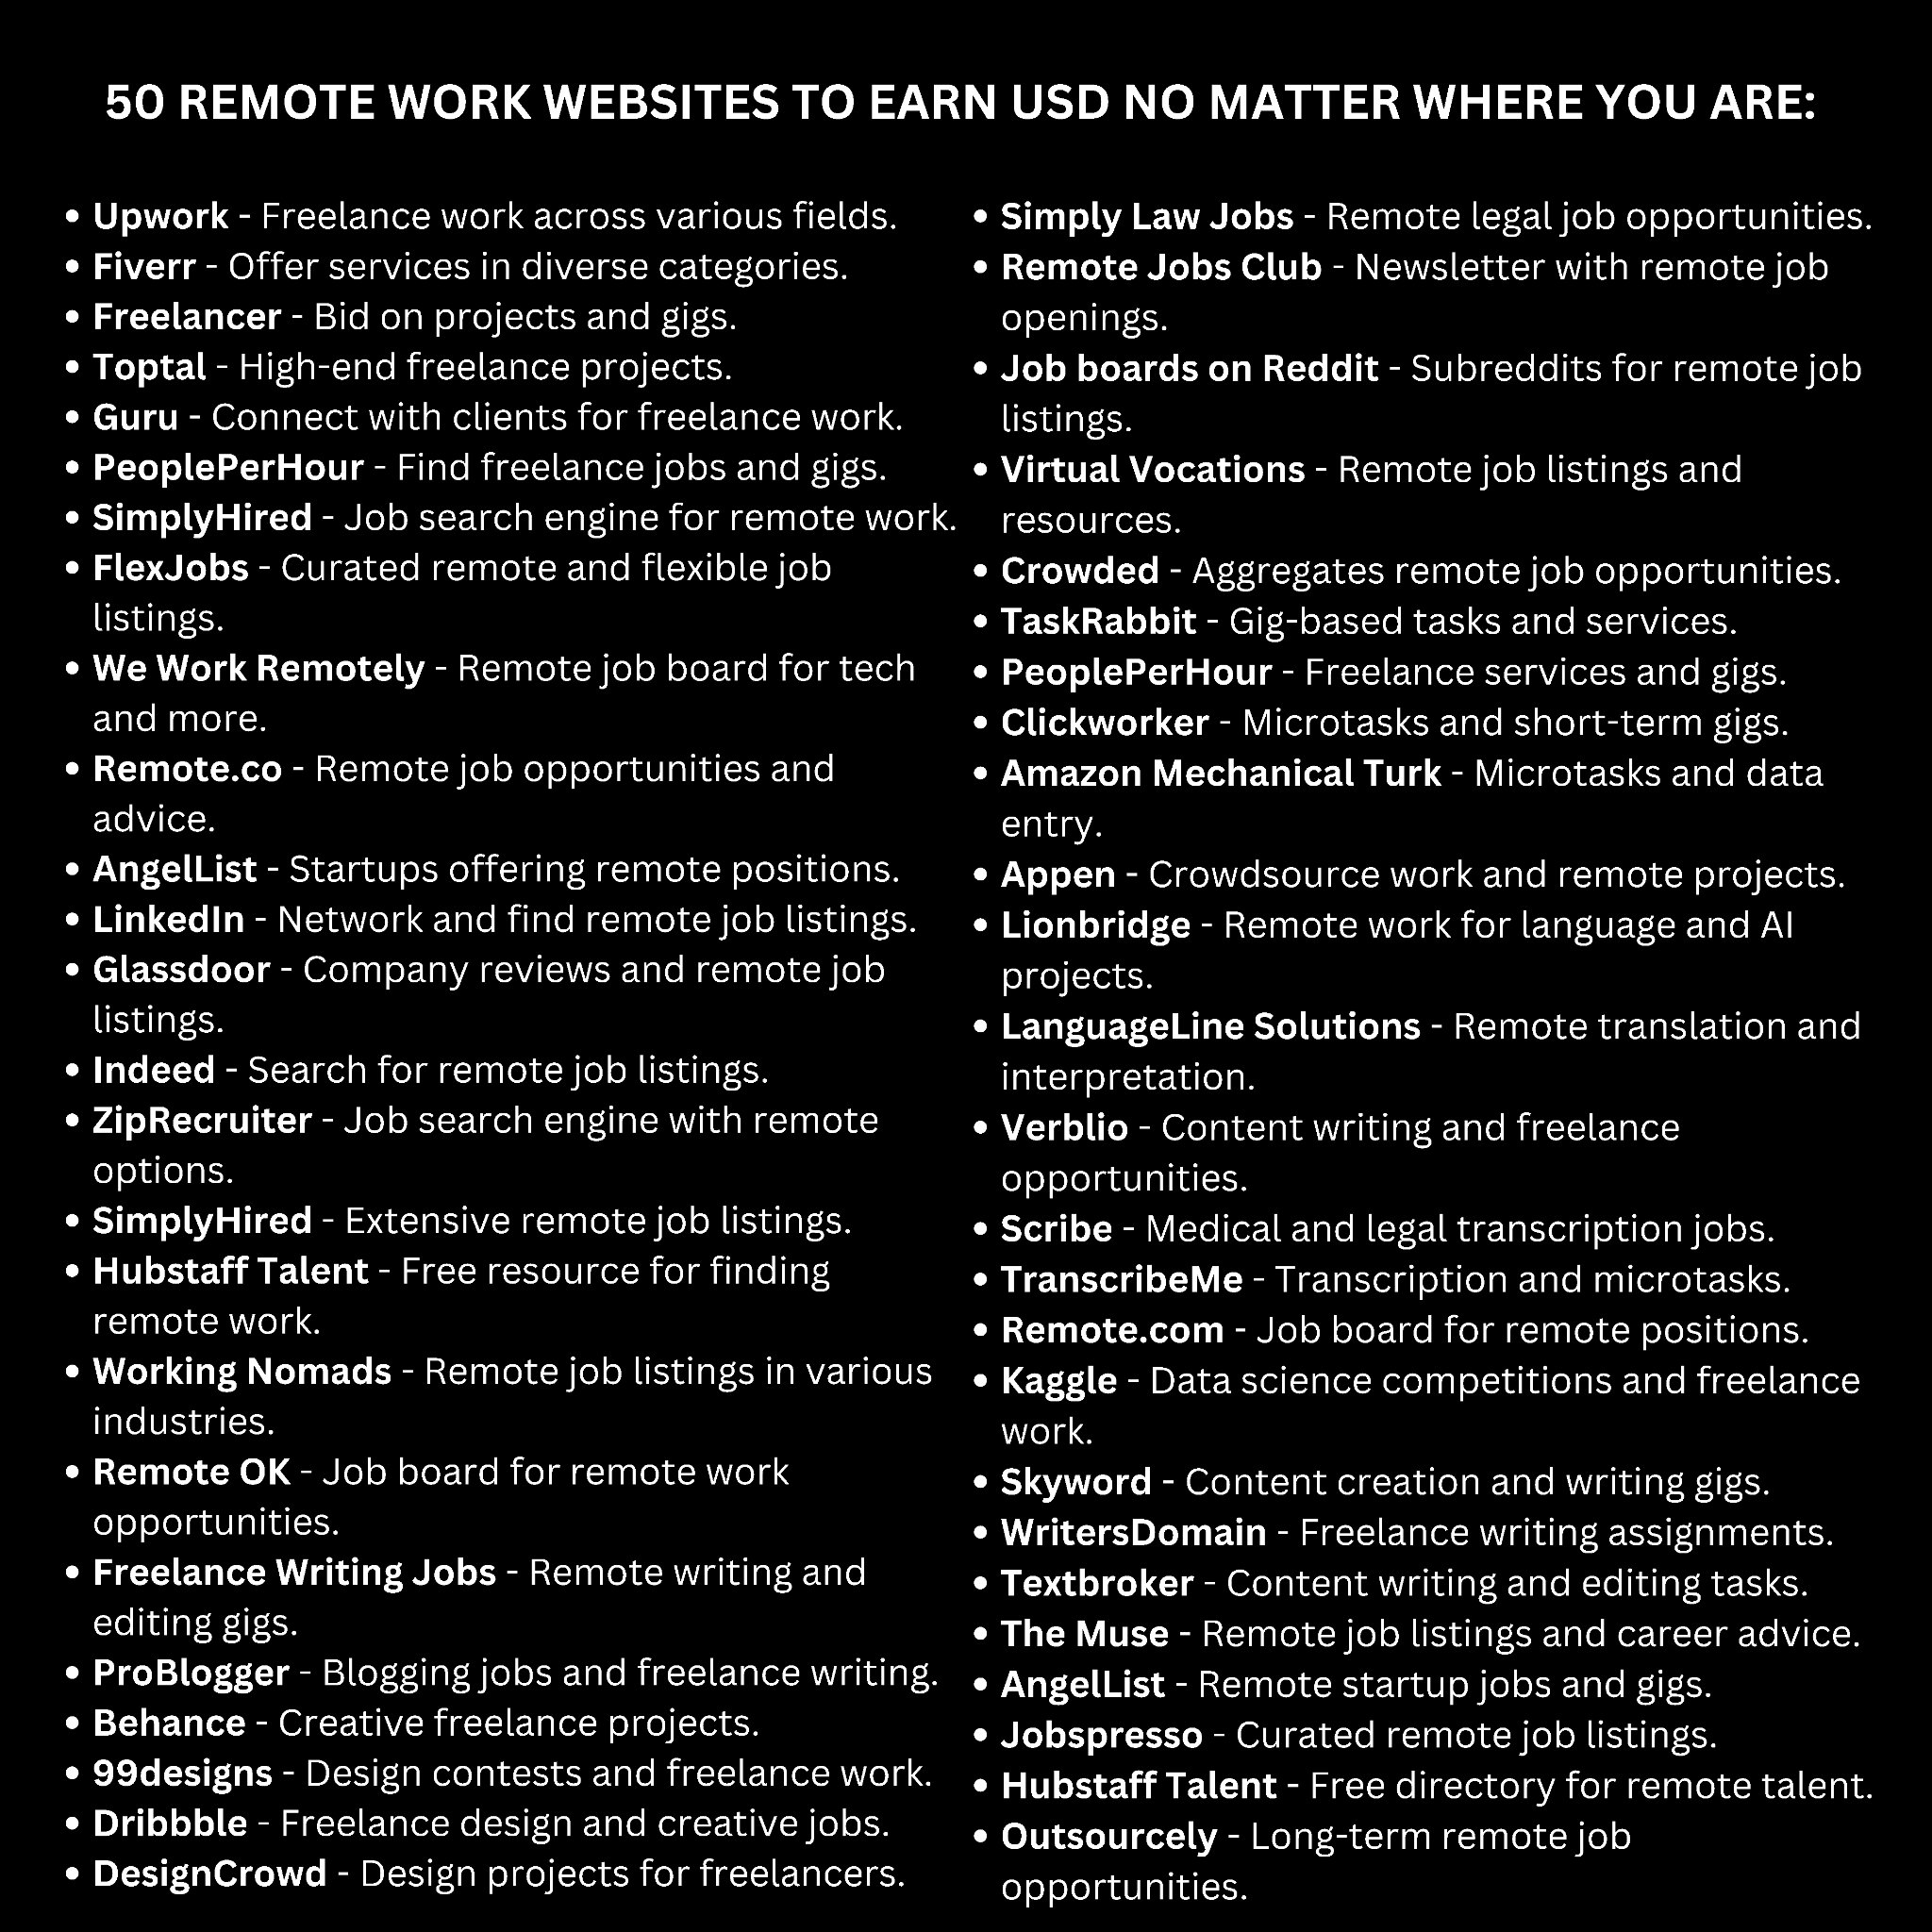 50 REMOTE WORK WEBSITES TO EARN USD NO MATTER WHERE YOU ARE:
• Upwork - Freelance work across various fields.
• Fiverr - Offer services in diverse categories.
• Freelancer - Bid on projects and gigs.
• Toptal - High-end freelance projects.
• Guru - Connect with clients for freelance work.
• PeoplePerHour - Find freelance jobs and gigs.
• SimplyHired - Job search engine for remote work.
• FlexJobs - Curated remote and flexible job
listings.
• We Work Remotely - Remote job board for tech
and more.
• Remote.co - Remote job opportunities and
advice.
• AngelList - Startups offering remote positions.
• LinkedIn - Network and find remote job listings.
• Glassdoor - Company reviews and remote job
listings.
• Indeed - Search for remote job listings.
• ZipRecruiter - Job search engine with remote
options.
• SimplyHired - Extensive remote job listings.
• Hubstaff Talent - Free resource for finding
remote work.
• Working Nomads - Remote job listings in various
industries.
• Remote OK - Job board for remote work
opportunities.
• Freelance Writing Jobs - Remote writing and
editing gigs.
• ProBlogger - Blogging jobs and freelance writing.
• Behance - Creative freelance projects.
• 99designs - Design contests and freelance work.
• Dribbble - Freelance design and creative jobs.
• DesignCrowd - Design projects for freelancers.
• Simply Law Jobs - Remote legal job opportunities.
• Remote Jobs Club - Newsletter with remote job
openings.
• Job boards on Reddit - Subreddits for remote job
listings.
• Virtual Vocations - Remote job listings and
resources.
• Crowded - Aggregates remote job opportunities.
• TaskRabbit - Gig-based tasks and services.
• PeoplePerHour - Freelance services and gigs.
• Clickworker - Microtasks and short-term gigs.
• Amazon Mechanical Turk - Microtasks and data
entry.
• Appen - Crowdsource work and remote projects.
• Lionbridge - Remote work for language and AI
projects.
• LanguageLine Solutions - Remote translation and
interpretation.
• Verblio - Content writing and freelance
opportunities.
• Scribe - Medical and legal transcription jobs.
• TranscribeMe - Transcription and microtasks.
• Remote.com - Job board for remote positions.
• Kaggle - Data science competitions and freelance
work.
• Skyword - Content creation and writing gigs.
• WritersDomain - Freelance writing assignments.
• Textbroker - Content writing and editing tasks.
• The Muse - Remote job listings and career advice.
• AngelList - Remote startup jobs and gigs.
• Jobspresso - Curated remote job listings.
• Hubstaff Talent - Free directory for remote talent.
• Outsourcely - Long-term remote job
opportunities.